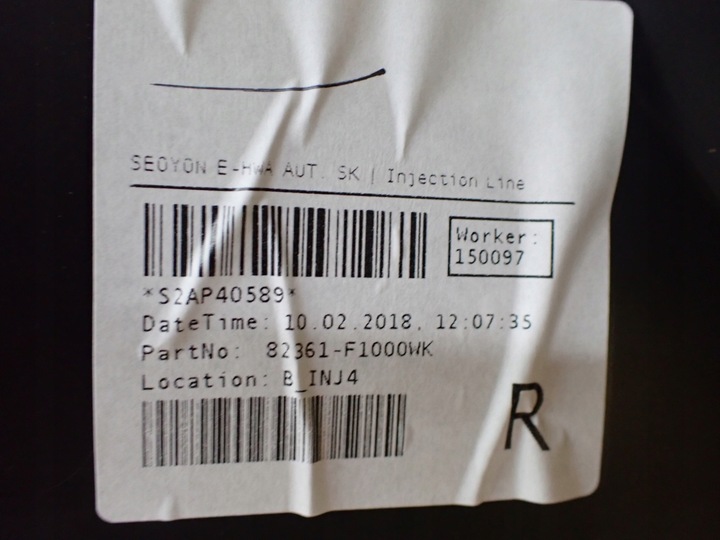 SEOYON E-HWA AUT. SK | Injection Line
Worker:
150097
*S2AP40589*
DateTime: 10.02.2018, 12:07:35
PartNo: 82361-F1000WK
Location: B_INJ4
R